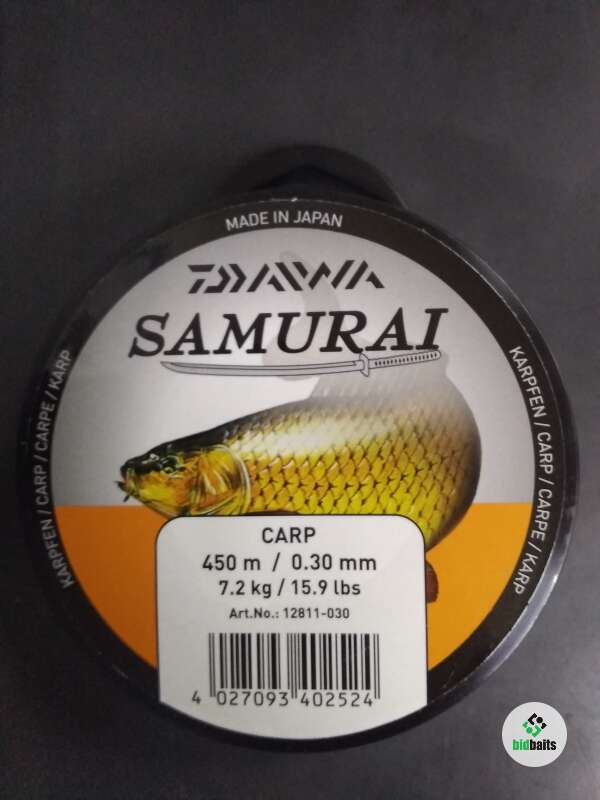 MADE IN JAPAN
DAIWA
SAMURAI
KARPFEN / CARP / CARPE / KARP
KARPFEN / CARP / CARPE / KARP
CARP
450 m / 0.30 mm
7.2 kg / 15.9 lbs
Art.No.: 12811-030
4 027093 402524
bidbaits